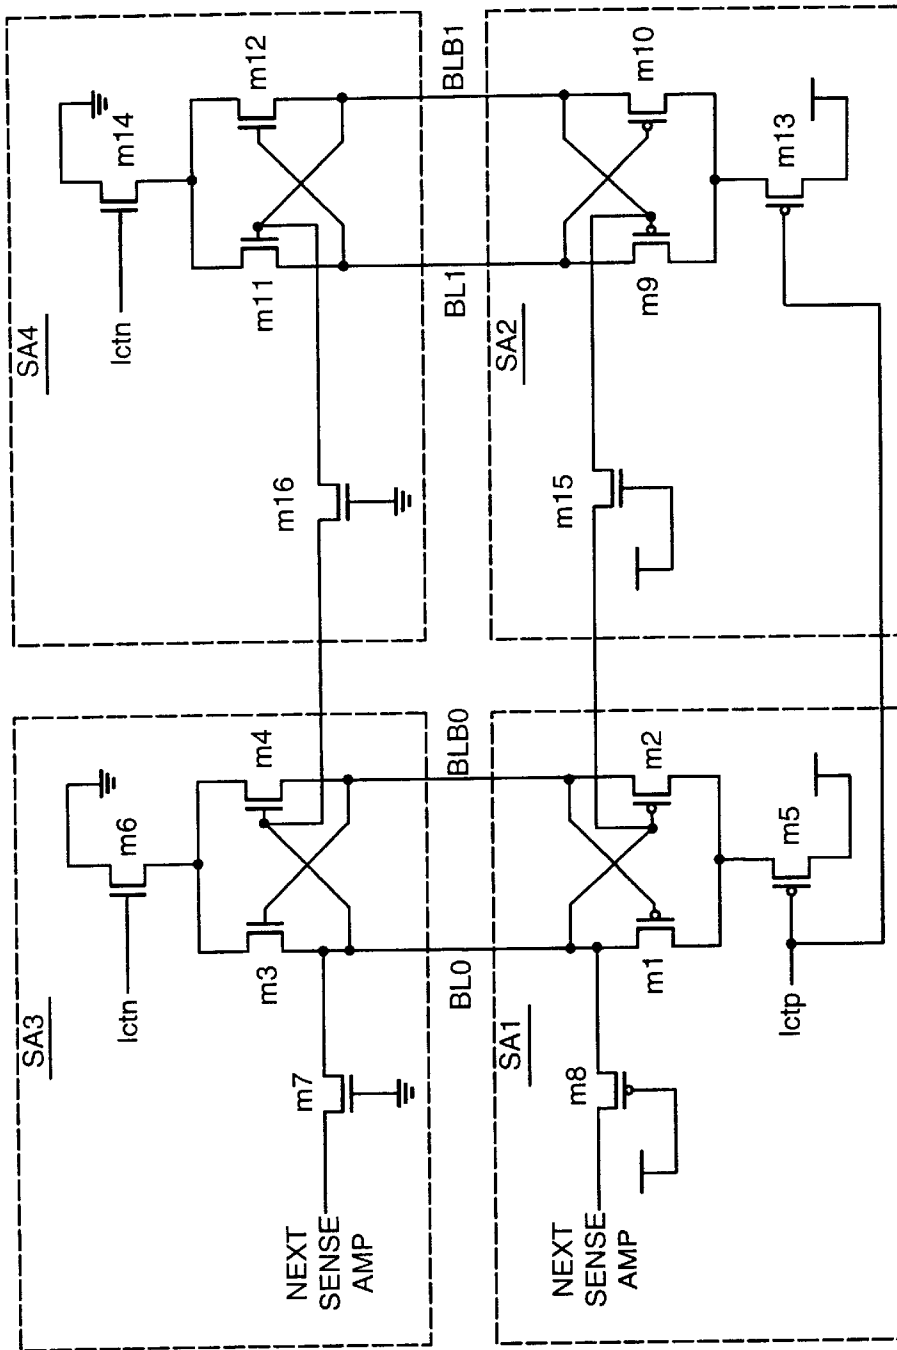 SA3
lctn
m6
m3
m4
m7
NEXT
SENSE
AMP
SA4
lctn
m14
m11
m12
m16
BL0
BLB0
BL1
BLB1
SA1
m8
NEXT
SENSE
AMP
m1
m2
lctp
m5
SA2
m15
m9
m10
m13